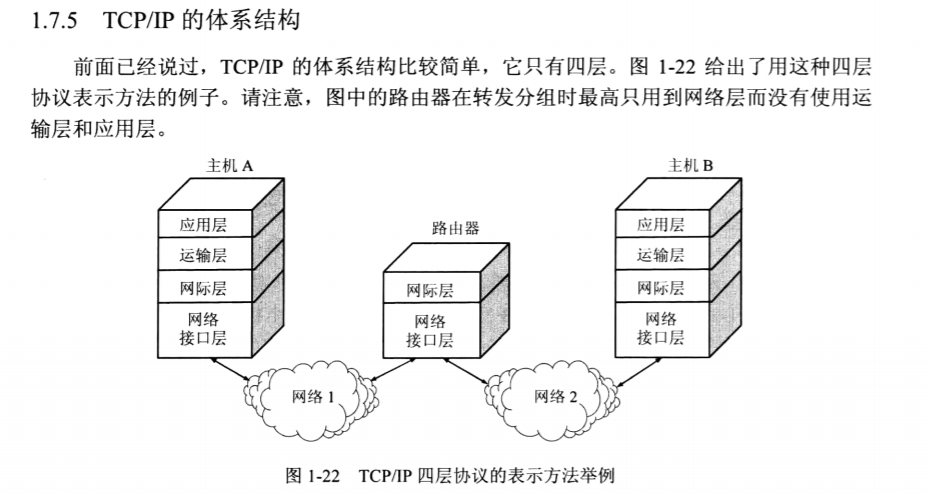 1.7.5 TCP/IP 的体系结构
前面已经说过，TCP/IP 的体系结构比较简单，它只有四层。图 1-22 给出了用这种四层
协议表示方法的例子。请注意，图中的路由器在转发分组时最高只用到网络层而没有使用运
输层和应用层。
主机 A
主机 B
路由器
应用层
运输层
网际层
网络
接口层
网际层
网络
接口层
应用层
运输层
网际层
网络
接口层
网络 1
网络 2
图 1-22 TCP/IP 四层协议的表示方法举例